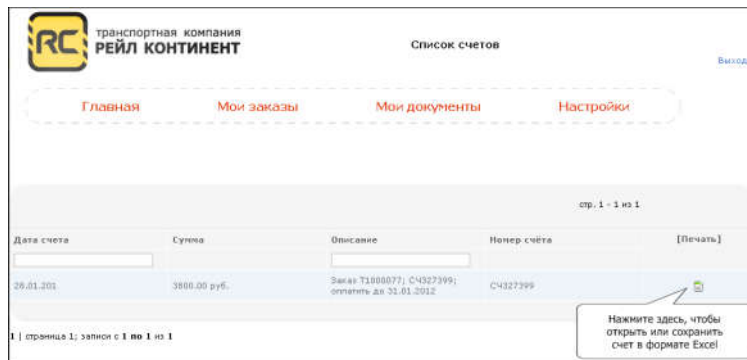 RC
транспортная компания
РЕЙЛ КОНТИНЕНТ
Список счетов
Выход
Главная Мои заказы Мои документы Настройки
стр. 1 - 1 из 1
Дата счета Сумма Описание Номер счёта [Печать]
26.01.201 3800.00 руб. Заказ Т1000077; СЧ327399; СЧ327399
оплатить до 31.01.2012
Нажмите здесь, чтобы
открыть или сохранить
счет в формате Excel
1 | страница 1; записи с 1 по 1 из 1